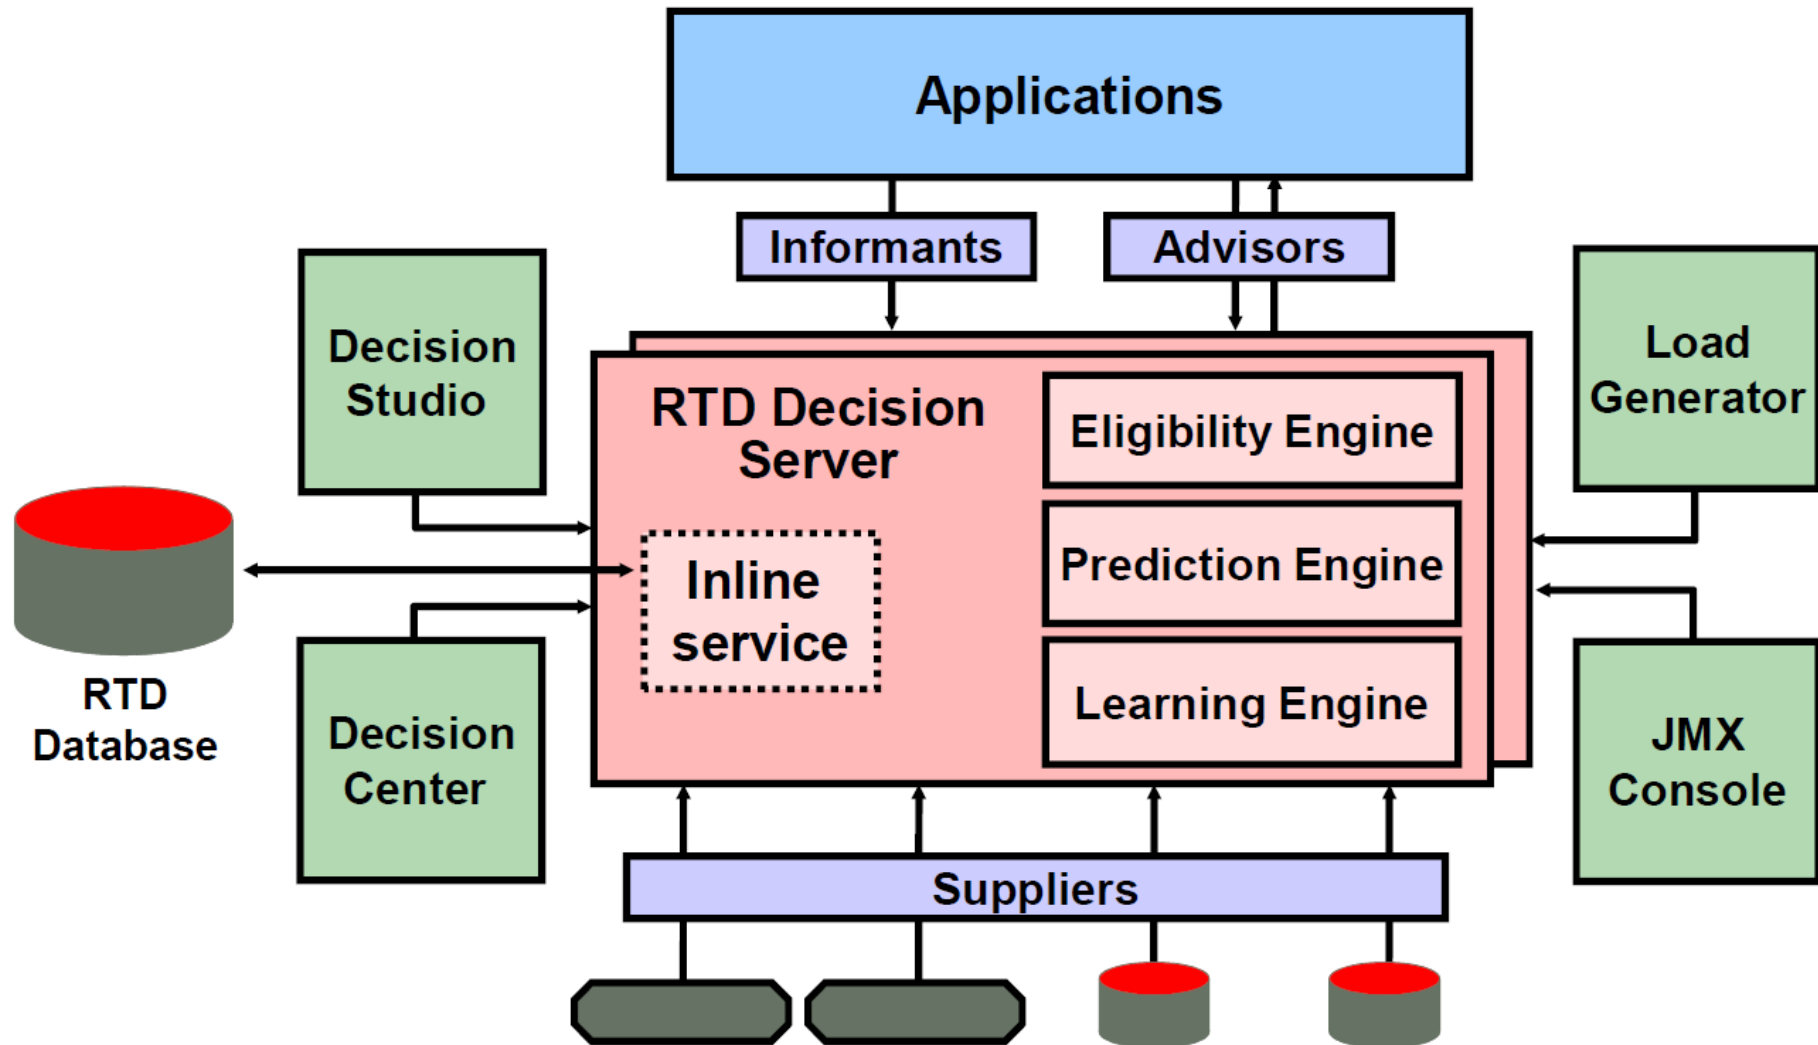 Applications
Informants
Advisors
Decision
Studio
Load
Generator
RTD Decision
Server
Eligibility Engine
Prediction Engine
Learning Engine
Inline
service
RTD
Database
Decision
Center
JMX
Console
Suppliers